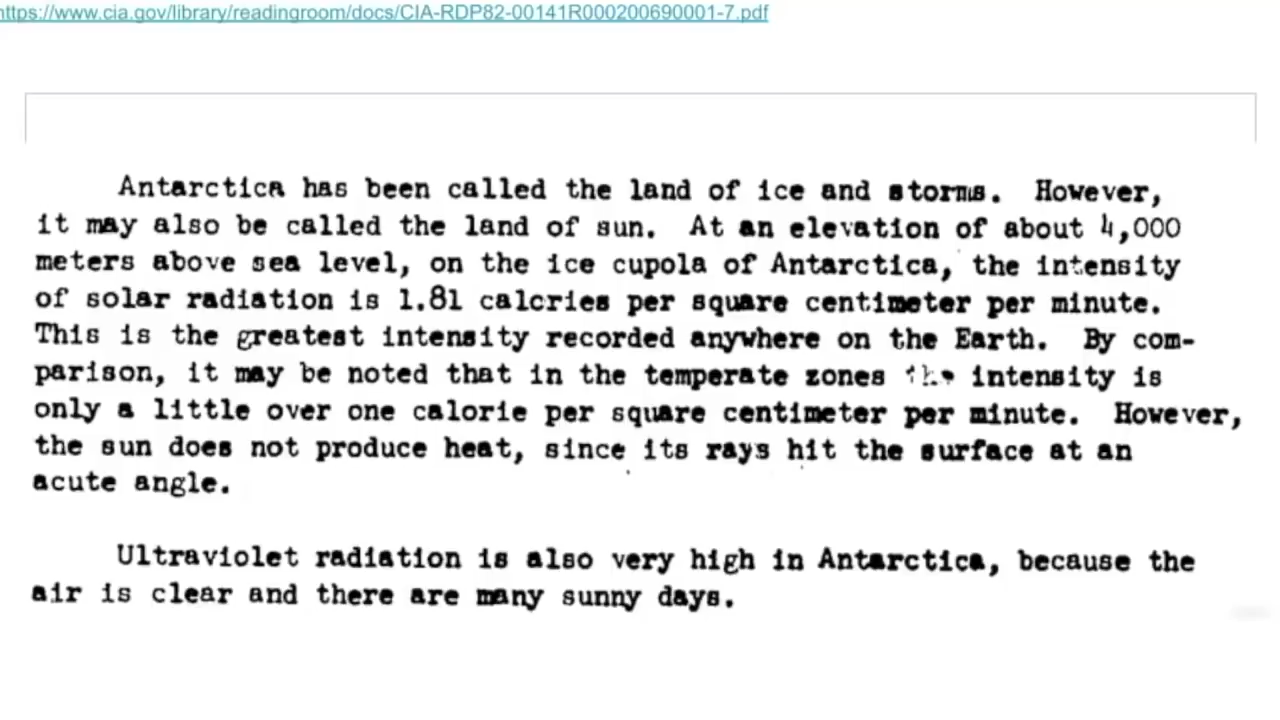 https://www.cia.gov/library/readingroom/docs/CIA-RDP82-00141R000200690001-7.pdf
Antarctica has been called the land of ice and storms. However,
it may also be called the land of sun. At an elevation of about 4,000
meters above sea level, on the ice cupola of Antarctica, the intensity
of solar radiation is 1.81 calcries per square centimeter per minute.
This is the greatest intensity recorded anywhere on the Earth. By com-
parison, it may be noted that in the temperate zones the intensity is
only a little over one calorie per square centimeter per minute. However,
the sun does not produce heat, since its rays hit the surface at an
acute angle.
Ultraviolet radiation is also very high in Antarctica, because the
air is clear and there are many sunny days.